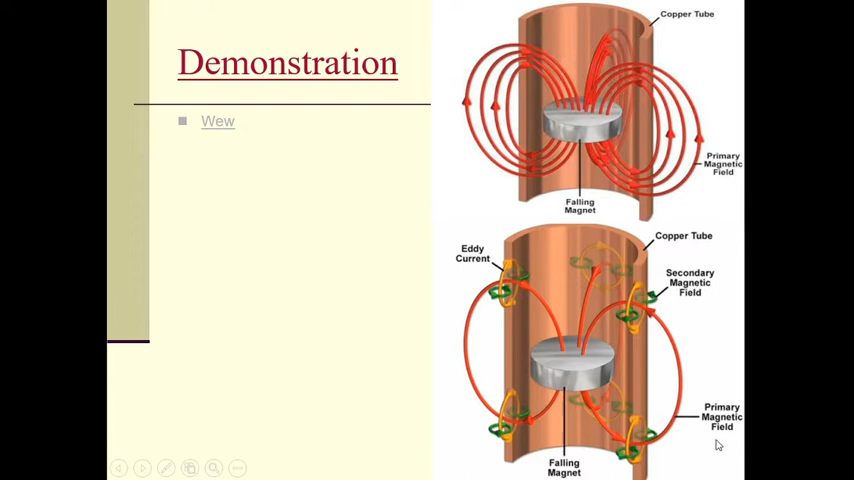 Demonstration
Wew
Copper Tube
Primary
Magnetic
Field
Falling
Magnet
Eddy
Current
Copper Tube
Secondary
Magnetic
Field
Primary
Magnetic
Field
Falling
Magnet